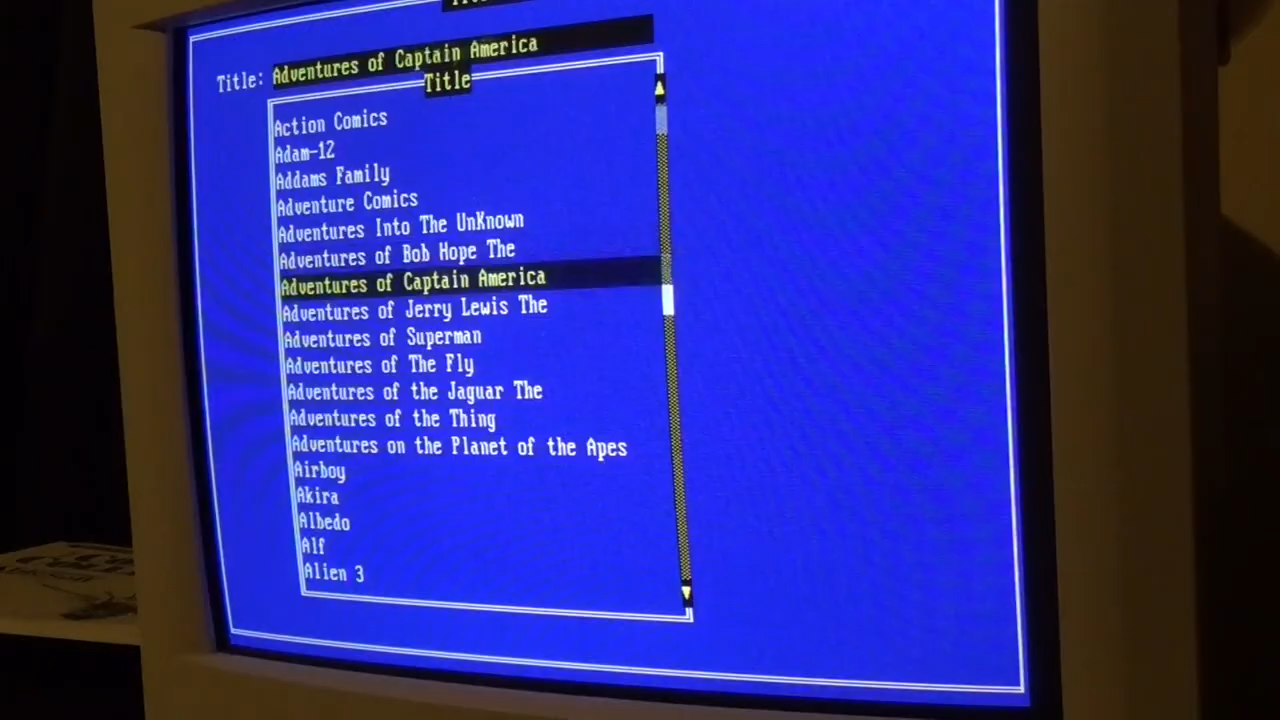 Title: Adventures of Captain America
Title
Action Comics
Adam-12
Addams Family
Adventure Comics
Adventures Into The UnKnown
Adventures of Bob Hope The
Adventures of Captain America
Adventures of Jerry Lewis The
Adventures of Superman
Adventures of The Fly
Adventures of the Jaguar The
Adventures of the Thing
Adventures on the Planet of the Apes
Airboy
Akira
Albedo
Alf
Alien 3